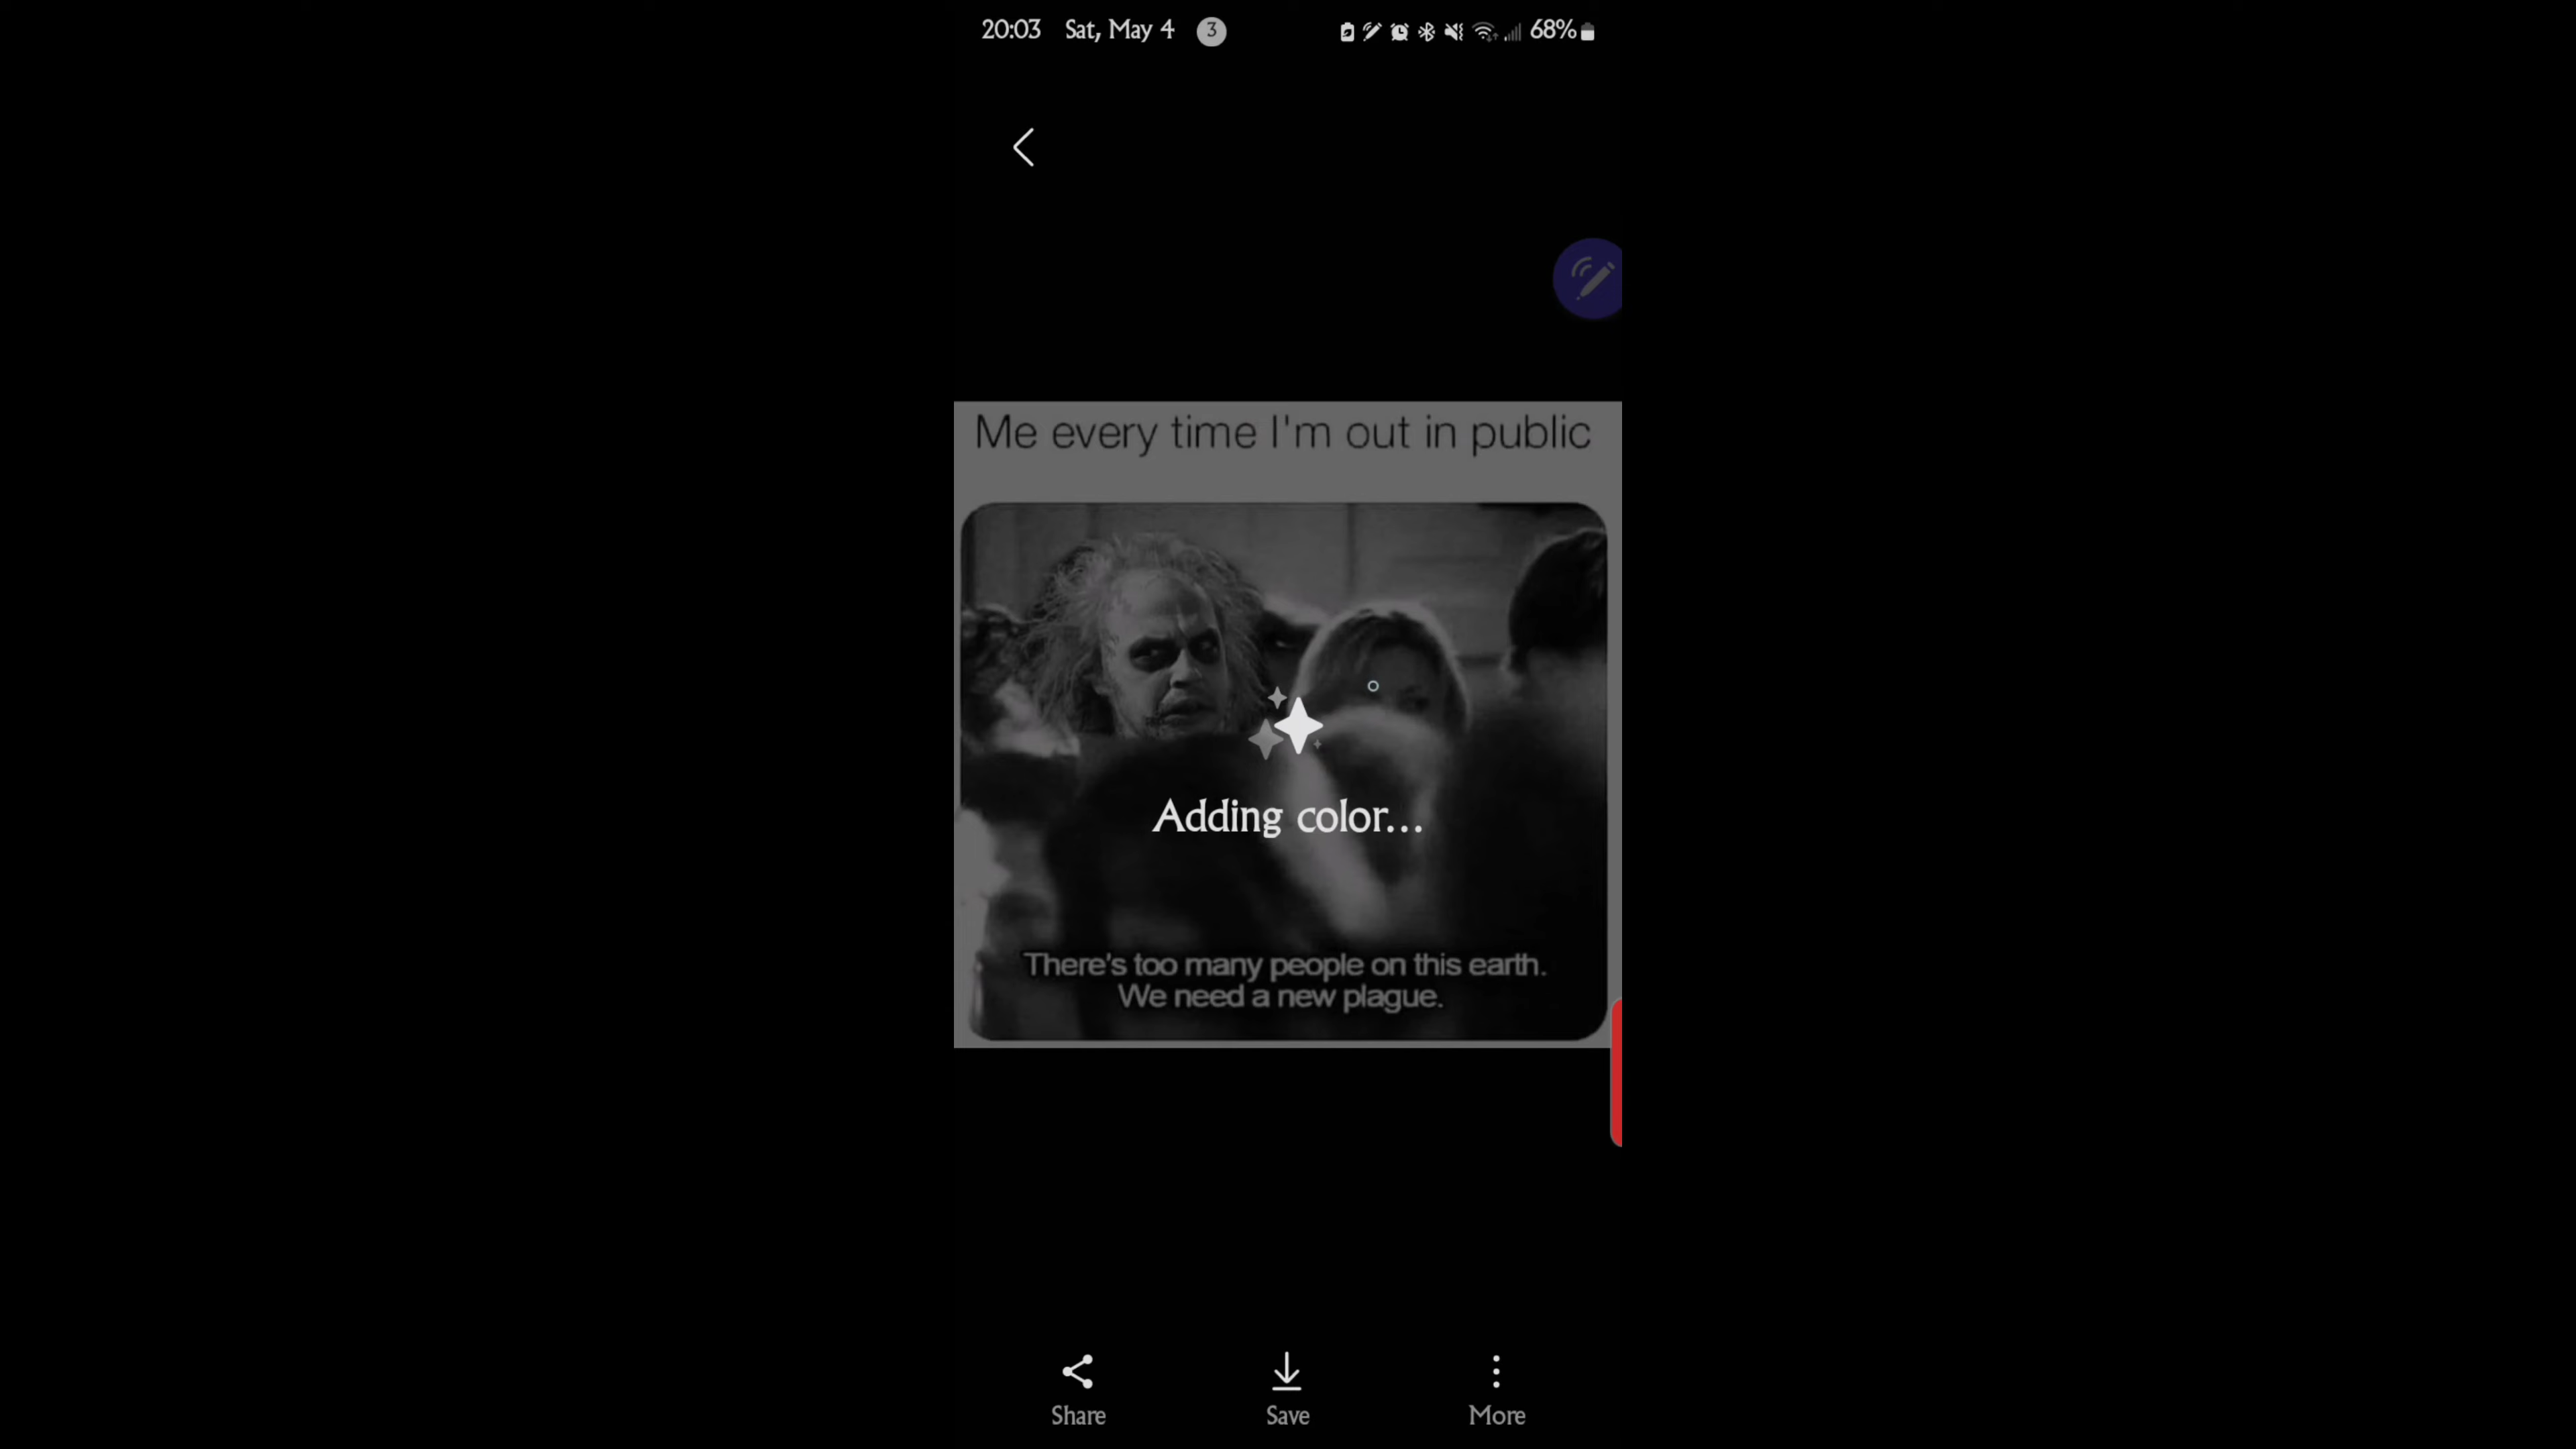 20:03 Sat, May 4 3 68%
Me every time I'm out in public
Adding color...
There's too many people on this earth.
We need a new plague.
Share Save More